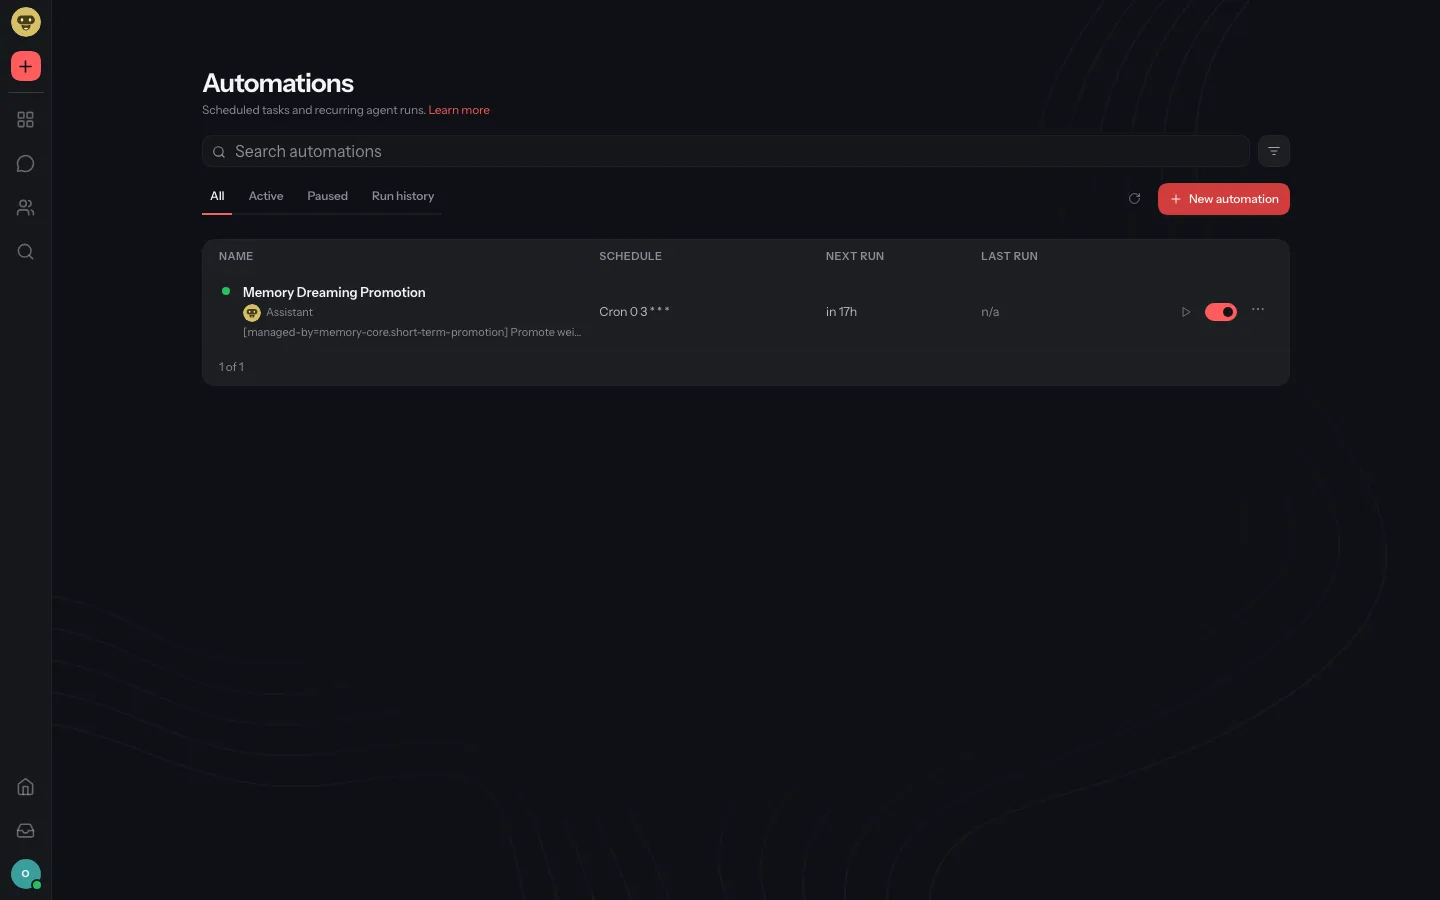 Automations
Scheduled tasks and recurring agent runs. Learn more
Search automations
All Active Paused Run history
New automation
NAME SCHEDULE NEXT RUN LAST RUN
Memory Dreaming Promotion
Assistant
Cron 0 3 * * * in 17h n/a
[managed-by=memory-core.short-term-promotion] Promote wei...
1 of 1
O